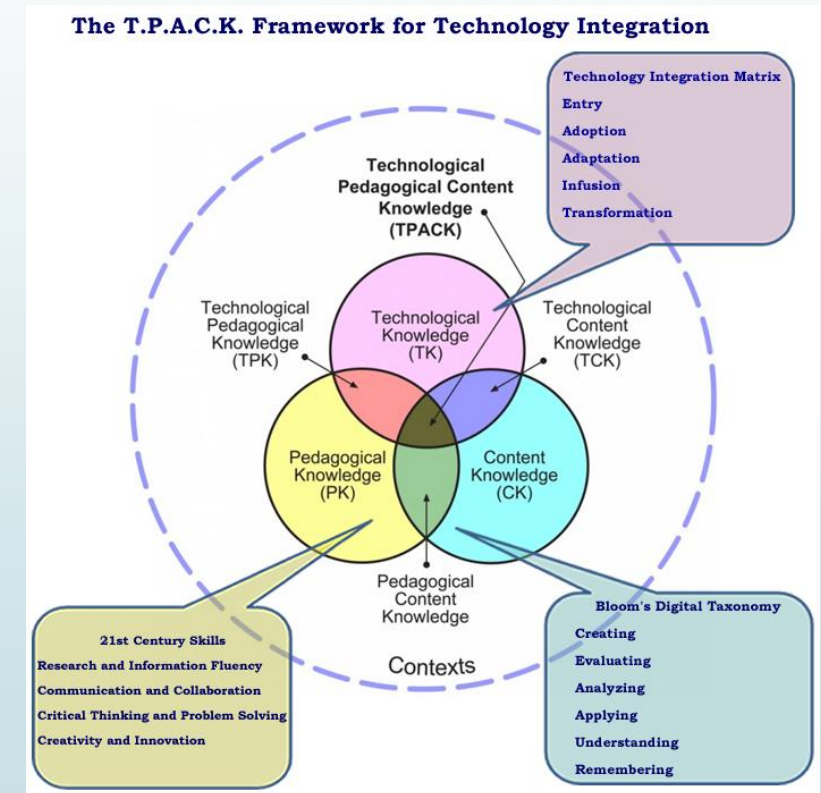 The T.P.A.C.K. Framework for Technology Integration
Technology Integration Matrix
Entry
Adoption
Adaptation
Infusion
Transformation
Technological
Pedagogical Content
Knowledge
(TPACK)
Technological
Pedagogical
Knowledge
(TPK)
Technological
Knowledge
(TK)
Technological
Content
Knowledge
(TCK)
Pedagogical
Knowledge
(PK)
Content
Knowledge
(CK)
Pedagogical
Content
Knowledge
Contexts
21st Century Skills
Research and Information Fluency
Communication and Collaboration
Critical Thinking and Problem Solving
Creativity and Innovation
Bloom's Digital Taxonomy
Creating
Evaluating
Analyzing
Applying
Understanding
Remembering